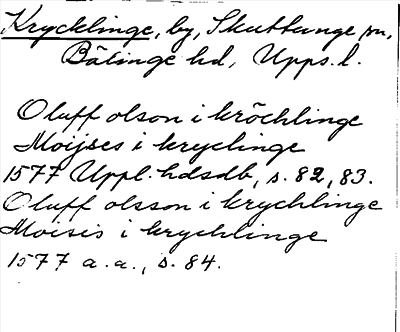 Krycklinge, by, Skuttunge sn,
Bälinge hd, Upps. l.
Oluff olson i kröchlinge
Moijses i kryclinge
1577 Uppl. hdsdb, s. 82, 83.
Oluff olsson i krychlinge
Moisis i krychlinge
1577 a. a., s. 84.